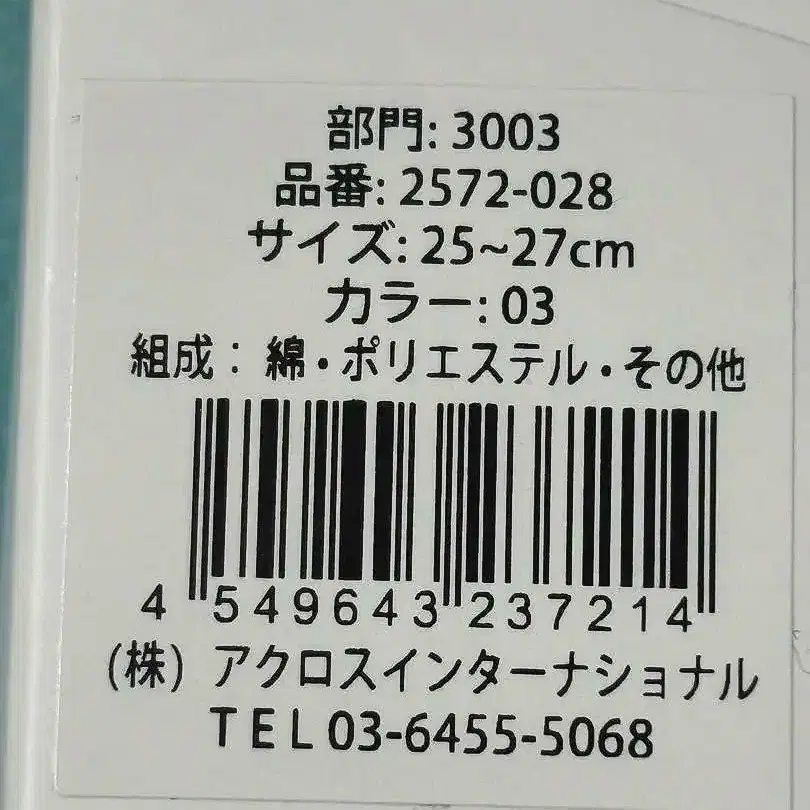 部門: 3003
品番: 2572-028
サイズ: 25~27cm
カラー: 03
組成： 綿・ポリエステル・その他
4 549643 237214
(株) アクロスインターナショナル
TEL 03-6455-5068